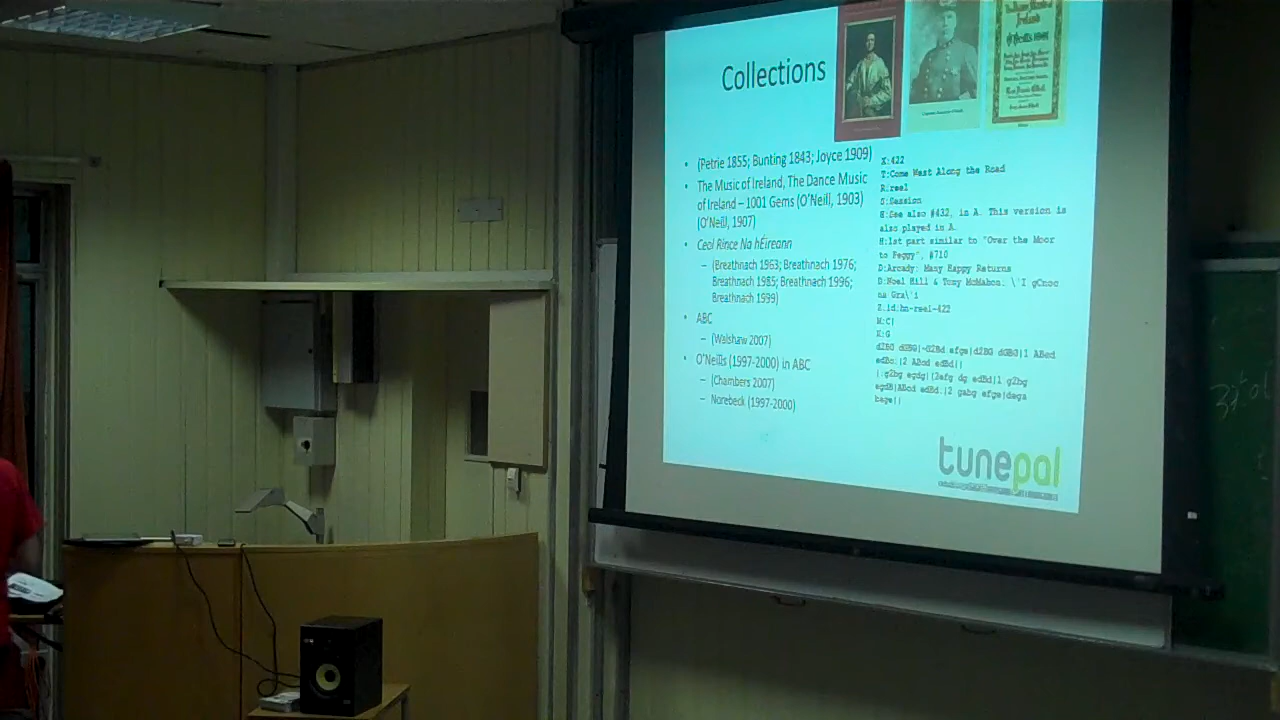 Collections
• (Petrie 1855; Bunting 1843; Joyce 1909)
• The Music of Ireland, The Dance Music
of Ireland – 1001 Gems (O'Neill, 1903)
(O'Neill, 1907)
• Ceol Rince Na hÉireann
– (Breathnach 1963; Breathnach 1976;
Breathnach 1985; Breathnach 1996;
Breathnach 1999)
• ABC
– (Walshaw 2007)
• O'Neills (1997-2000) in ABC
– (Chambers 2007)
– Norebeck (1997-2000)
Ireland
X:422
T:Come West Along the Road
R:reel
S:Session
H:See also #432, in A. This version is
also played in A.
H:1st part similar to "Over the Moor
to Peggy", #710
D:Arcady: Many Happy Returns
D:Noel Hill & Tony McMahon. \'I gCnoc
na Gra\'i
Z:id:hn-reel-422
M:C|
K:G
tunepal